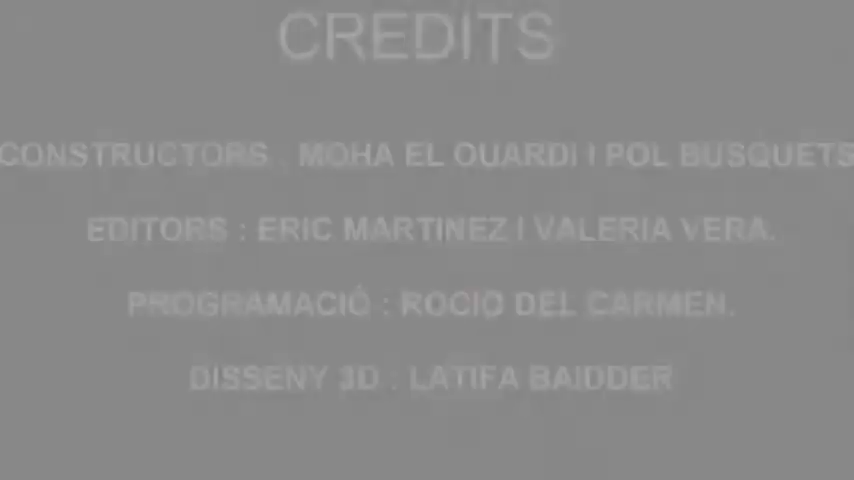 CREDITS
CONSTRUCTORS : MOHA EL OUARDI I POL BUSQUETS
EDITORS : ERIC MARTINEZ I VALERIA VERA.
PROGRAMACIÓ : ROCIO DEL CARMEN.
DISSENY 3D : LATIFA BAIDDER